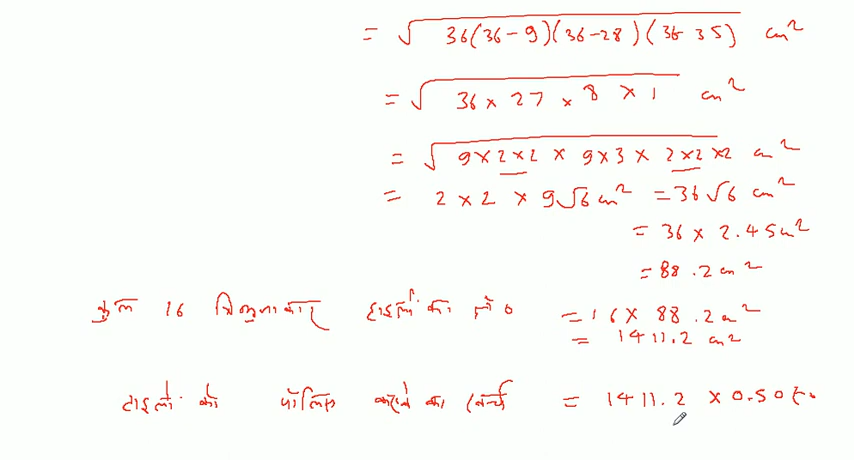 = √36(36-9)(36-28)(36-35) cm²
= √36 × 27 × 8 × 1 cm²
= √9×2×2 × 9×3 × 2×2×2 cm²
= 2 × 2 × 9√6 cm² = 36√6 cm²
= 36 × 2.45 cm²
= 88.2 cm²
कुल 16 त्रिभुजाकार टाइलों का क्षे० = 16 × 88.2 cm²
= 1411.2 cm²
टाइलों को पॉलिश कराने का खर्च = 1411.2 × 0.50 रु०